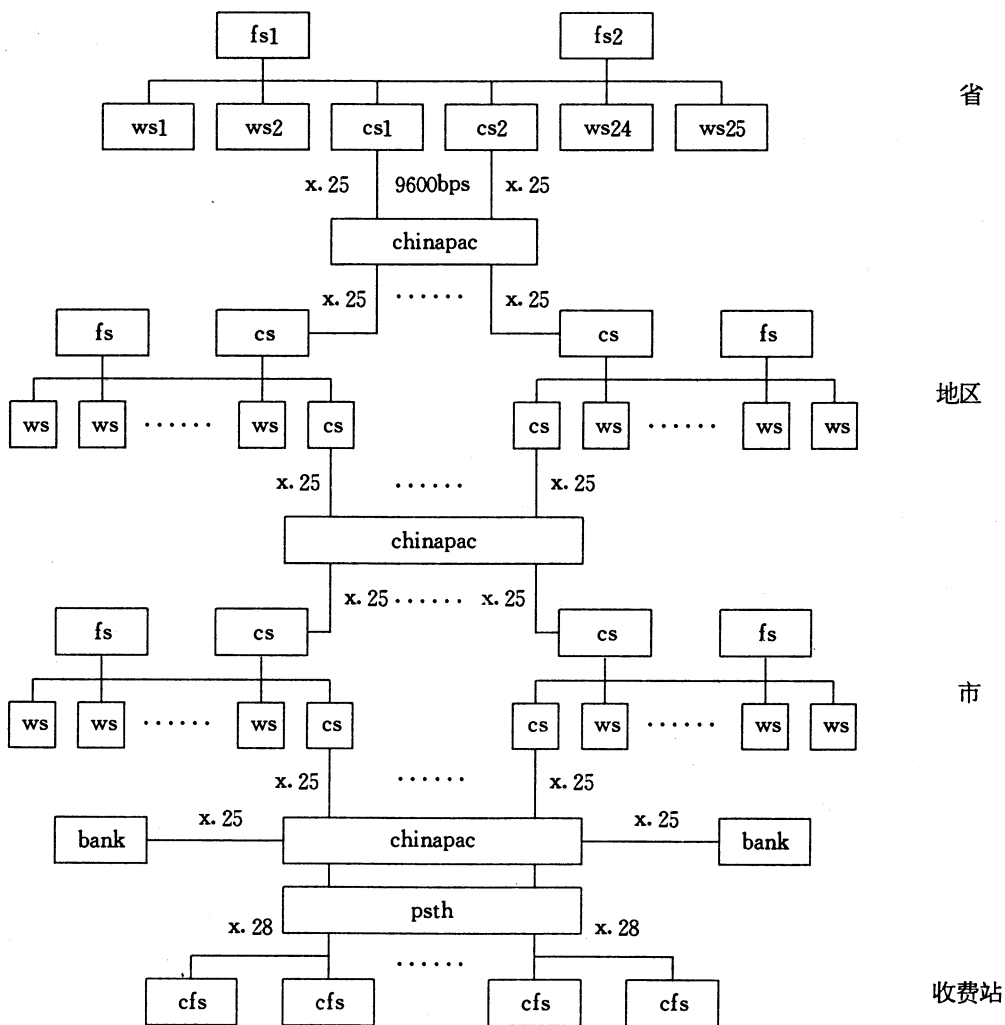 fs1 fs2
省
ws1 ws2 cs1 cs2 ws24 ws25
x. 25 9600bps x. 25
chinapac
x. 25 ······ x. 25
fs cs cs fs
地区
ws ws ······ ws cs cs ws ······ ws ws
x. 25 ······ x. 25
chinapac
x. 25 ······ x. 25
fs cs cs fs
市
ws ws ······ ws cs cs ws ······ ws ws
x. 25 ······ x. 25
bank x. 25 chinapac x. 25 bank
psth
x. 28 x. 28
······
cfs cfs cfs cfs
收费站